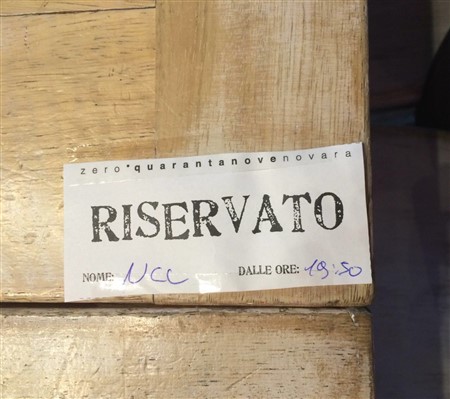 zero°quarantanovenovara
RISERVATO
NOME: NCC DALLE ORE: 19:50